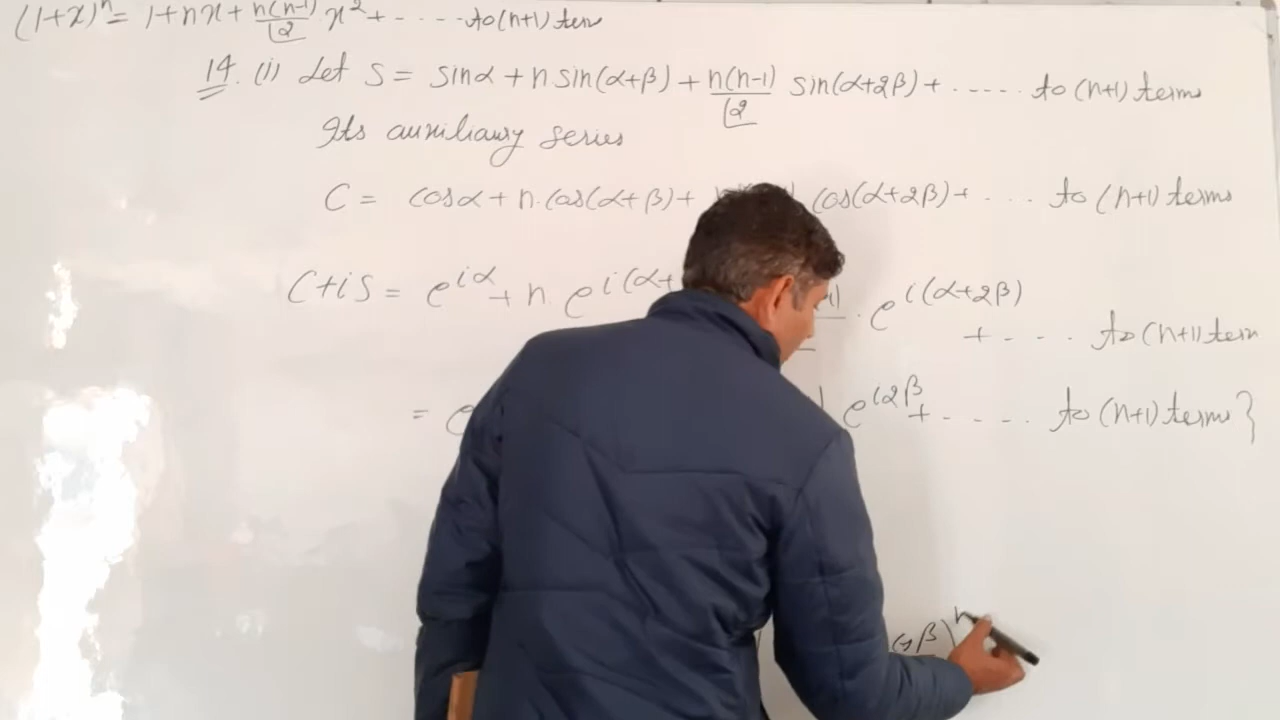 (1+x)ⁿ = 1+nx+ n(n-1)/⌊2 x² + - - - - to (n+1) term
14. (i) Let S = sinα + n sin(α+β) + n(n-1)/⌊2 sin(α+2β) + ..... to (n+1) terms
Its auxiliary series
C = cosα + n. cos(α+β) + cos(α+2β) + - ... to (n+1) terms
C+iS = e^{iα} + n. e^{i(α+ . e^{i(α+2β)}
+ - - - . to (n+1) term
= e e^{i2β} + - - - . to (n+1) terms}
β)ⁿ